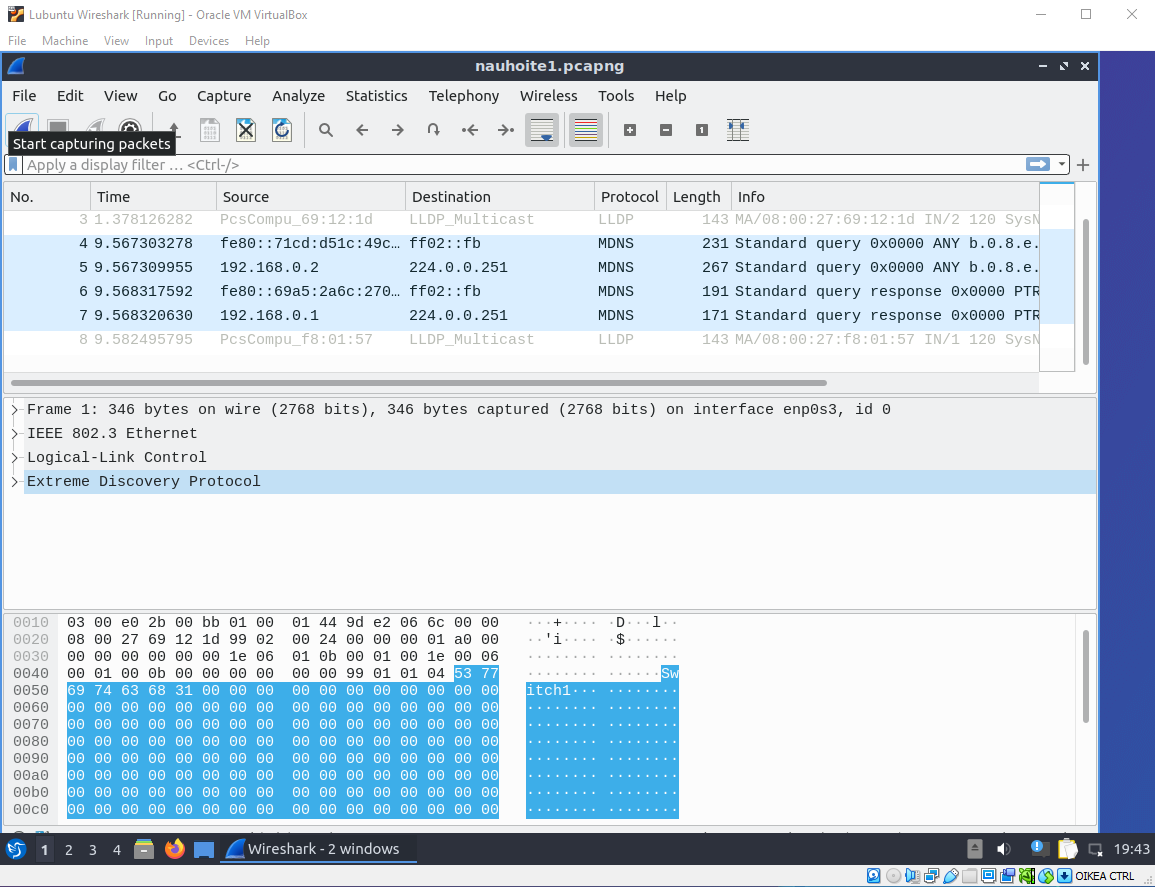 Lubuntu Wireshark [Running] - Oracle VM VirtualBox
File Machine View Input Devices Help
nauhoite1.pcapng
File Edit View Go Capture Analyze Statistics Telephony Wireless Tools Help
Start capturing packets
Apply a display filter … <Ctrl-/>
No. Time Source Destination Protocol Length Info
3 1.378126282 PcsCompu_69:12:1d LLDP_Multicast LLDP 143 MA/08:00:27:69:12:1d IN/2 120 SysN
4 9.567303278 fe80::71cd:d51c:49c… ff02::fb MDNS 231 Standard query 0x0000 ANY b.0.8.e.
5 9.567309955 192.168.0.2 224.0.0.251 MDNS 267 Standard query 0x0000 ANY b.0.8.e.
6 9.568317592 fe80::69a5:2a6c:270… ff02::fb MDNS 191 Standard query response 0x0000 PTR
7 9.568320630 192.168.0.1 224.0.0.251 MDNS 171 Standard query response 0x0000 PTR
8 9.582495795 PcsCompu_f8:01:57 LLDP_Multicast LLDP 143 MA/08:00:27:f8:01:57 IN/1 120 SysN
Frame 1: 346 bytes on wire (2768 bits), 346 bytes captured (2768 bits) on interface enp0s3, id 0
IEEE 802.3 Ethernet
Logical-Link Control
Extreme Discovery Protocol
0010 03 00 e0 2b 00 bb 01 00 01 44 9d e2 06 6c 00 00 ···+···· ·D···l··
0020 08 00 27 69 12 1d 99 02 00 24 00 00 00 01 a0 00 ··'i···· ·$······
0030 00 00 00 00 00 00 1e 06 01 0b 00 01 00 1e 00 06 ········ ········
0040 00 01 00 0b 00 00 00 00 00 00 99 01 01 04 53 77 ········ ······Sw
0050 69 74 63 68 31 00 00 00 00 00 00 00 00 00 00 00 itch1··· ········
0060 00 00 00 00 00 00 00 00 00 00 00 00 00 00 00 00 ········ ········
0070 00 00 00 00 00 00 00 00 00 00 00 00 00 00 00 00 ········ ········
0080 00 00 00 00 00 00 00 00 00 00 00 00 00 00 00 00 ········ ········
0090 00 00 00 00 00 00 00 00 00 00 00 00 00 00 00 00 ········ ········
00a0 00 00 00 00 00 00 00 00 00 00 00 00 00 00 00 00 ········ ········
00b0 00 00 00 00 00 00 00 00 00 00 00 00 00 00 00 00 ········ ········
00c0 00 00 00 00 00 00 00 00 00 00 00 00 00 00 00 00 ········ ········
1 2 3 4 Wireshark - 2 windows 19:43
OIKEA CTRL